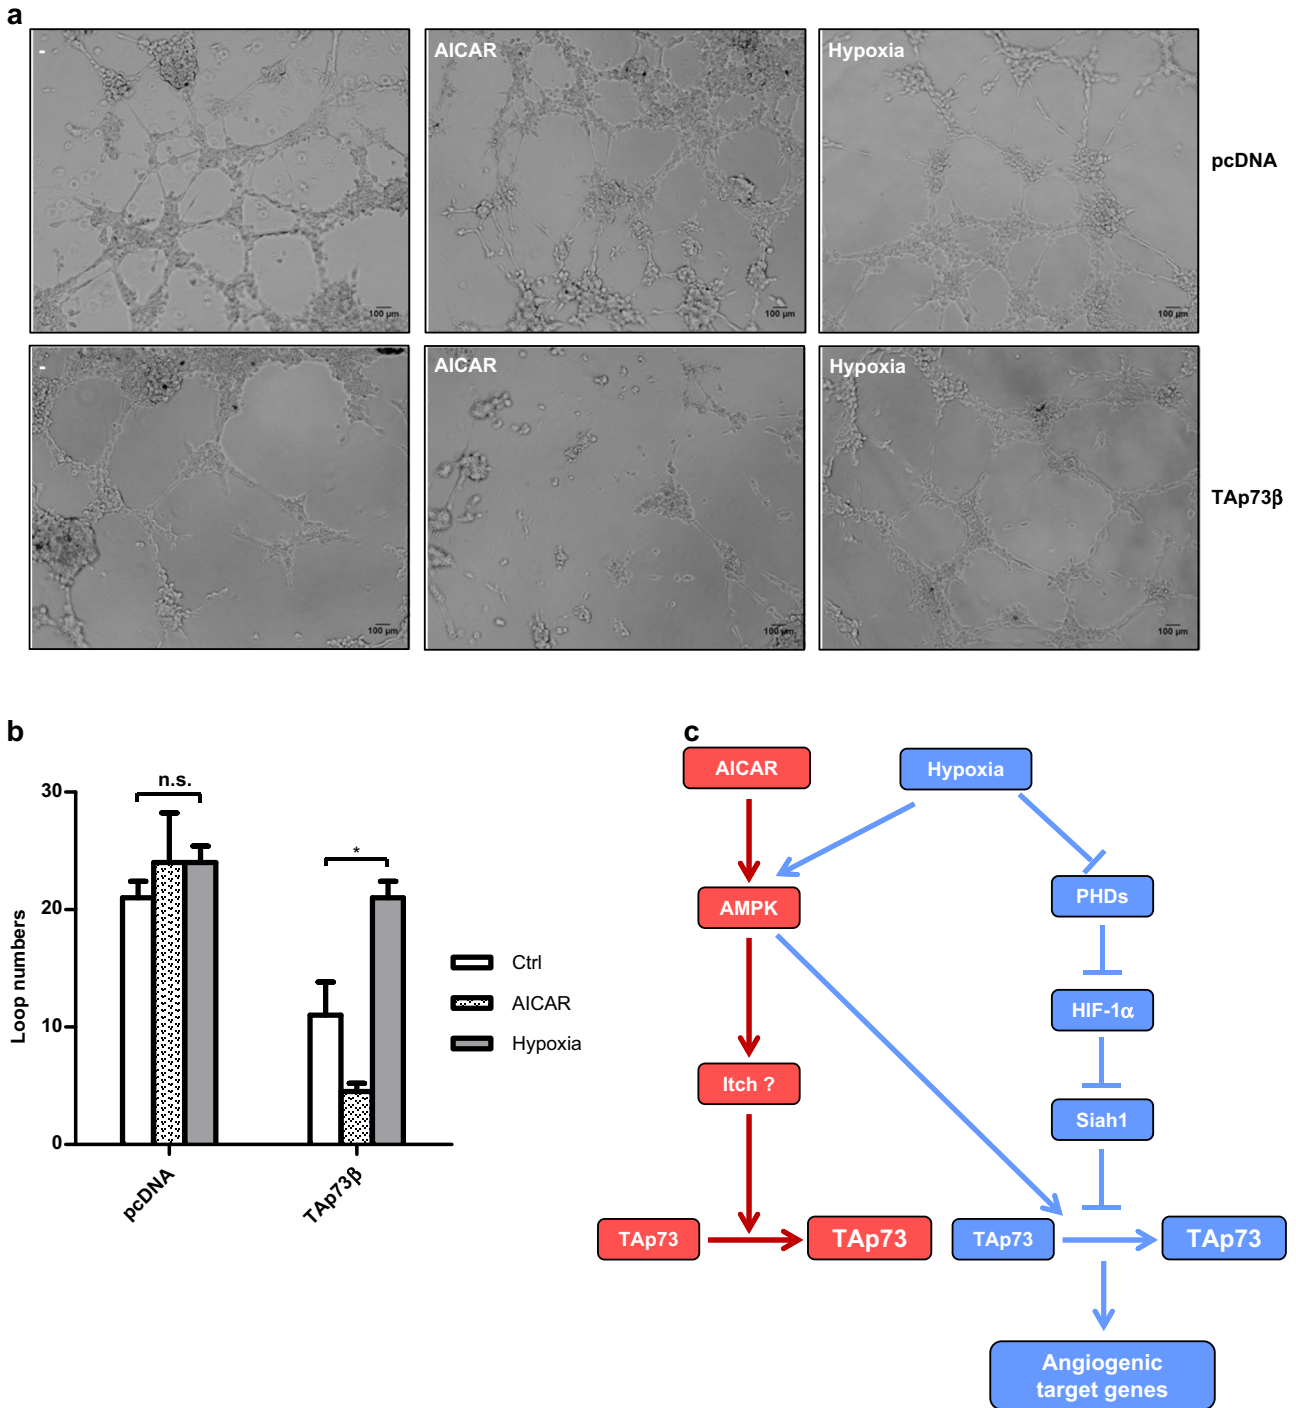 a
-
AICAR
Hypoxia
pcDNA
100 µm
100 µm
100 µm
-
AICAR
Hypoxia
TAp73β
100 µm
100 µm
100 µm
b
n.s.
*
30
20
10
0
Loop numbers
pcDNA
TAp73β
Ctrl
AICAR
Hypoxia
c
AICAR
Hypoxia
AMPK
PHDs
HIF-1α
Itch ?
Siah1
TAp73
TAp73
TAp73
TAp73
Angiogenic
target genes